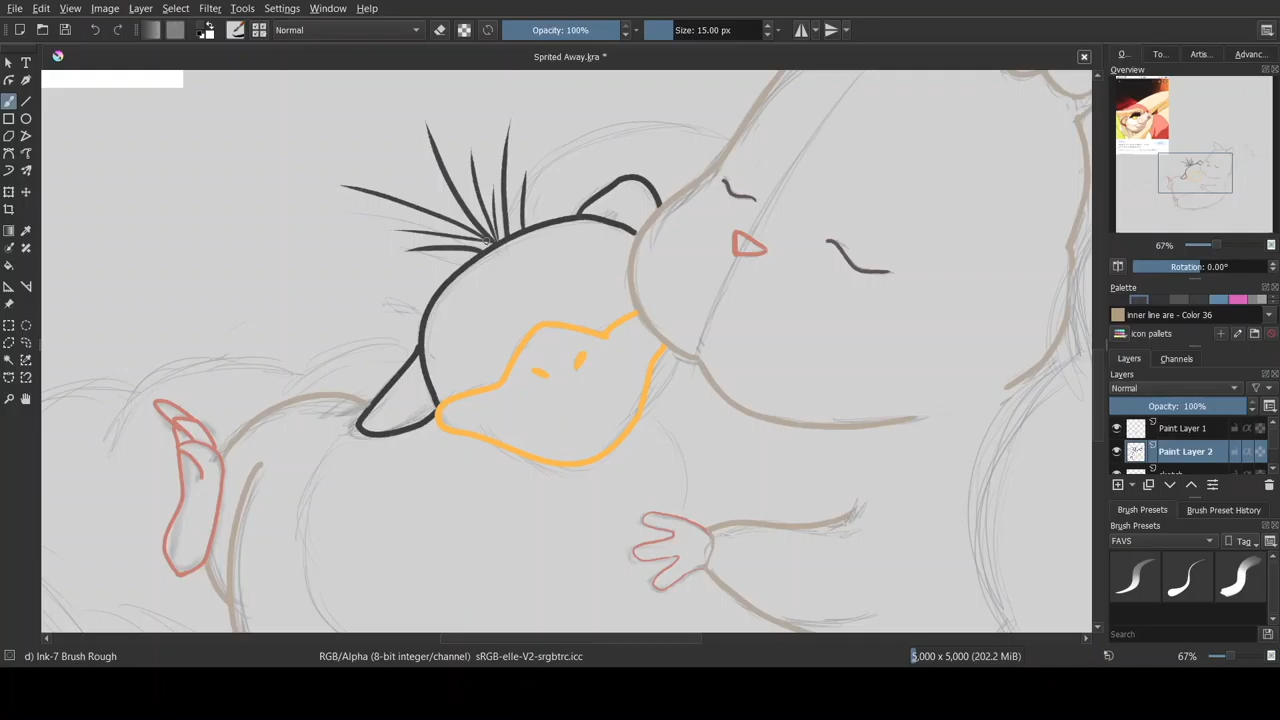 File Edit View Image Layer Select Filter Tools Settings Window Help
Normal Opacity: 100% Size: 15.00 px
Sprited Away.kra *
O... To... Artis... Advanc...
Overview
67%
Rotation: 0.00°
Palette
inner line are - Color 36
icon pallets
Layers Channels
Layers
Normal
Opacity: 100%
Paint Layer 1
Paint Layer 2
Brush Presets Brush Preset History
Brush Presets
FAVS Tag
Search
d) Ink-7 Brush Rough RGB/Alpha (8-bit integer/channel) sRGB-elle-V2-srgbtrc.icc 5,000 x 5,000 (202.2 MiB) 67%